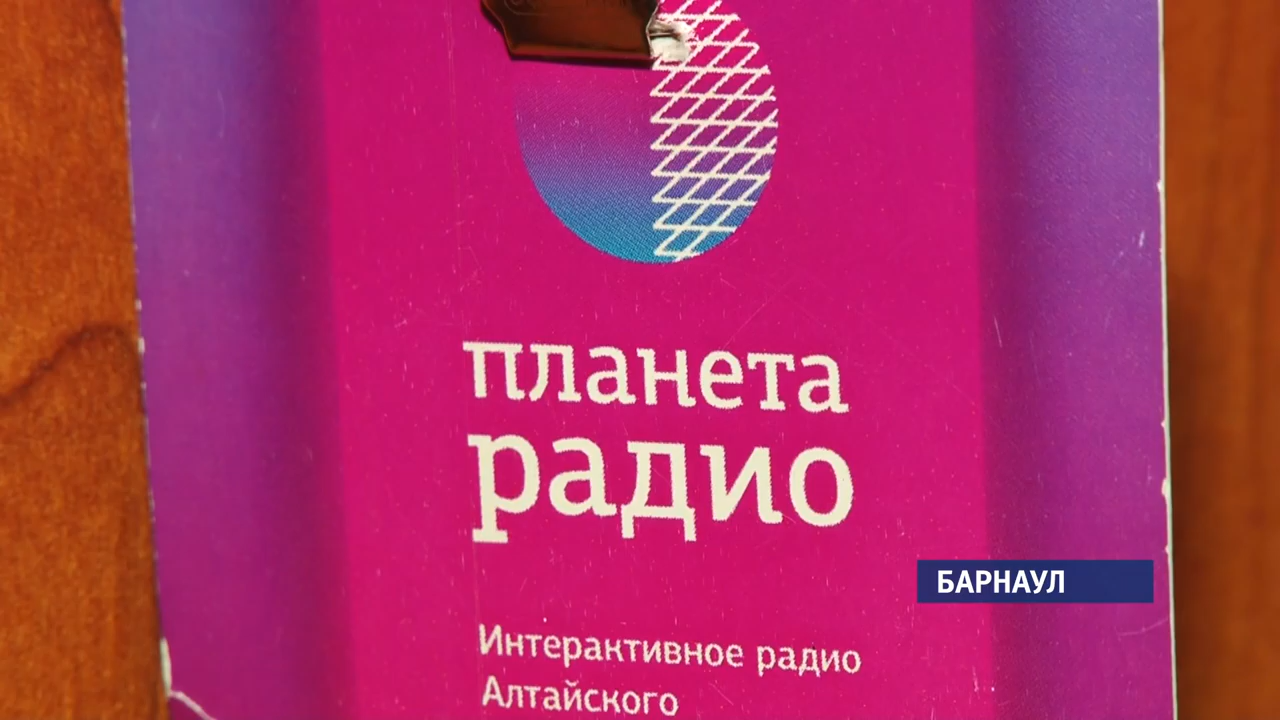 планета
радио
БАРНАУЛ
Интерактивное радио
Алтайского